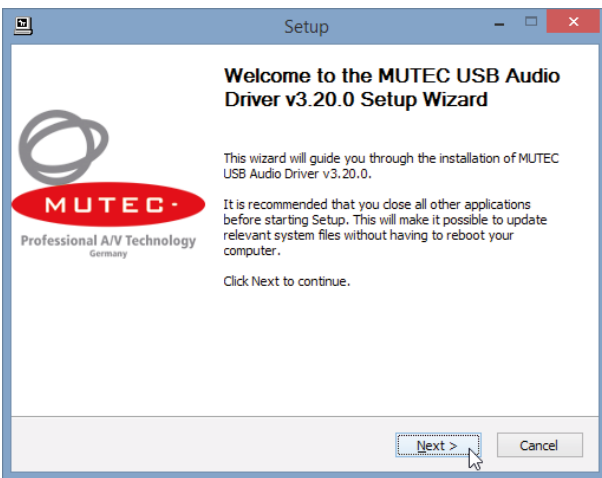 Setup
Welcome to the MUTEC USB Audio
Driver v3.20.0 Setup Wizard
This wizard will guide you through the installation of MUTEC
USB Audio Driver v3.20.0.
MUTEC
It is recommended that you close all other applications
before starting Setup. This will make it possible to update
relevant system files without having to reboot your
computer.
Professional A/V Technology
Germany
Click Next to continue.
Next >
Cancel